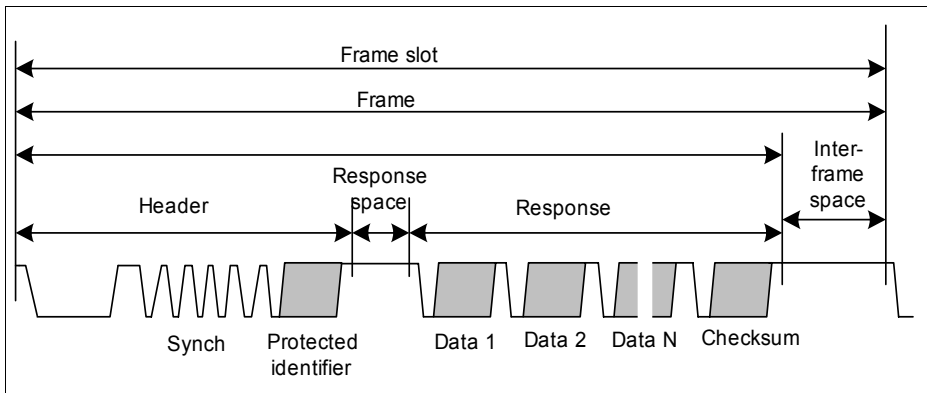 Frame slot
Frame
Inter-
frame
space
Response
space
Header
Response
Synch
Protected
identifier
Data 1
Data 2
Data N
Checksum